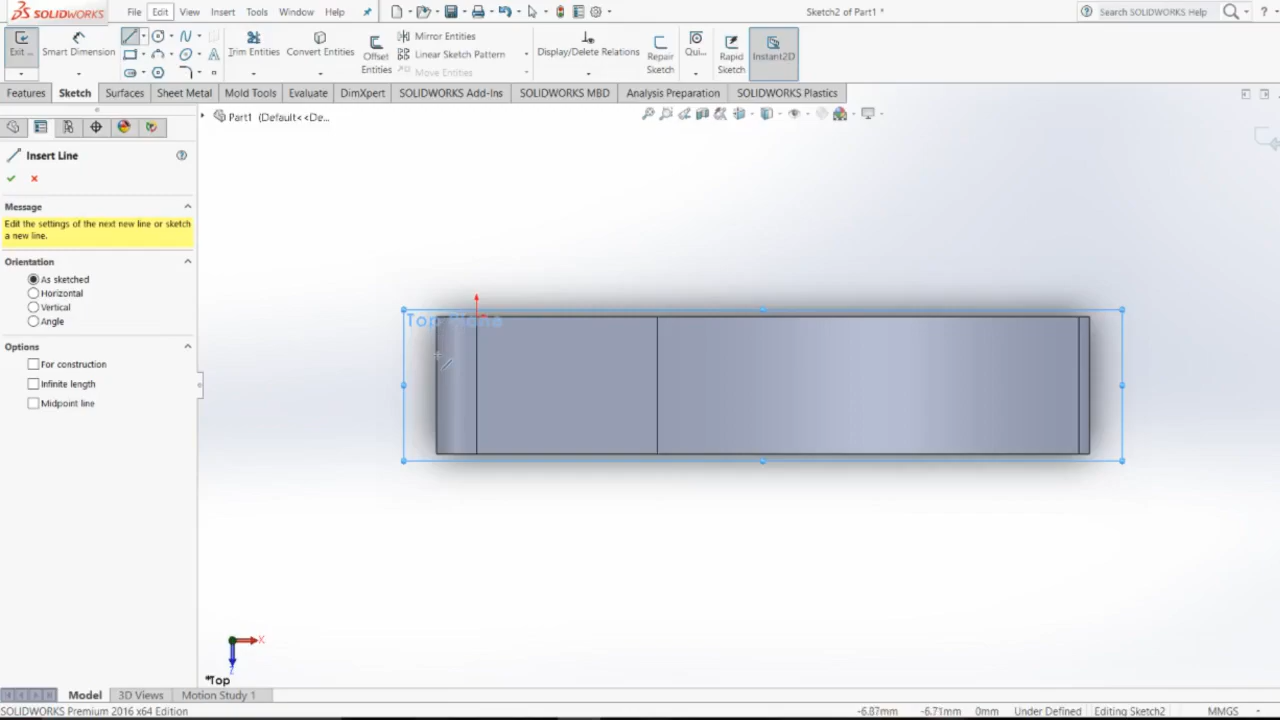 SOLIDWORKS File Edit View Insert Tools Window Help Sketch2 of Part1 * Search SOLIDWORKS Help ?
Exit ... Smart Dimension Trim Entities Convert Entities Offset Entities Mirror Entities Linear Sketch Pattern Move Entities Display/Delete Relations Repair Sketch Qui... Rapid Sketch Instant2D
Features Sketch Surfaces Sheet Metal Mold Tools Evaluate DimXpert SOLIDWORKS Add-Ins SOLIDWORKS MBD Analysis Preparation SOLIDWORKS Plastics
Part1 (Default<<De...
Insert Line ?
Message
Edit the settings of the next new line or sketch
a new line.
Orientation
As sketched
Horizontal
Vertical
Angle
Options
For construction
Infinite length
Midpoint line
Top Plane
X
Z
*Top
Model 3D Views Motion Study 1
SOLIDWORKS Premium 2016 x64 Edition -6.87mm -6.71mm 0mm Under Defined Editing Sketch2 MMGS